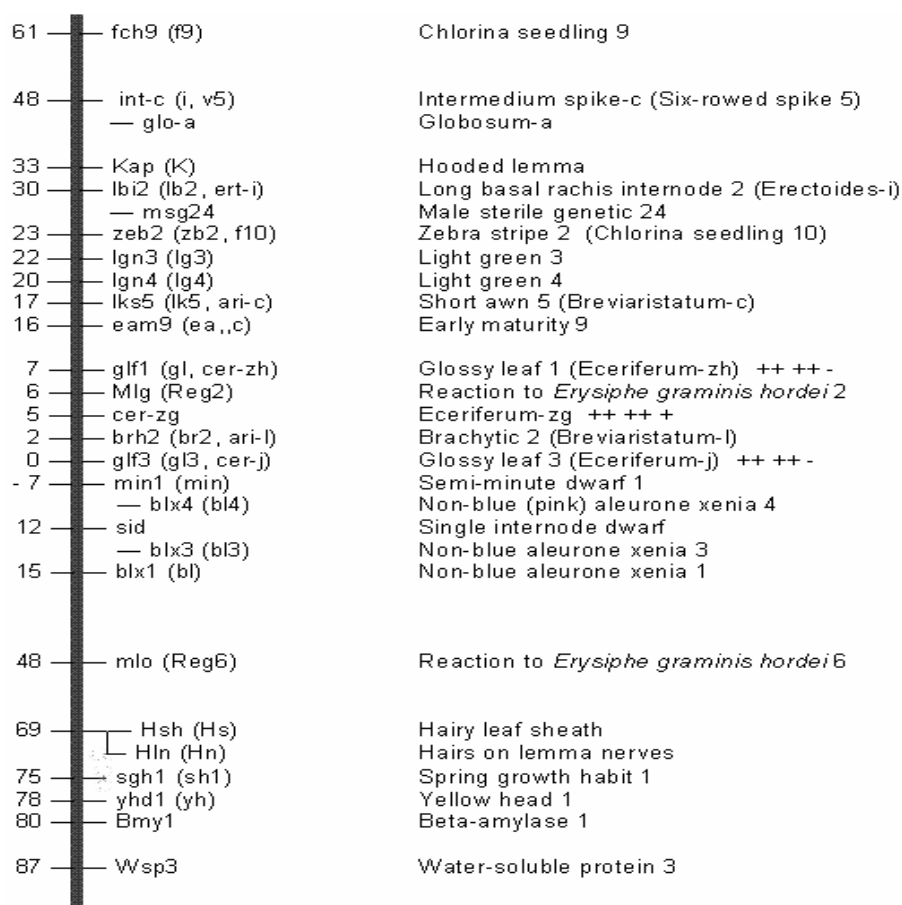 61 fch9 (f9) Chlorina seedling 9
48 int-c (i, v5) Intermedium spike-c (Six-rowed spike 5)
— glo-a Globosum-a
33 Kap (K) Hooded lemma
30 lbi2 (lb2, ert-i) Long basal rachis internode 2 (Erectoides-i)
— msg24 Male sterile genetic 24
23 zeb2 (zb2, f10) Zebra stripe 2 (Chlorina seedling 10)
22 lgn3 (lg3) Light green 3
20 lgn4 (lg4) Light green 4
17 lks5 (lk5, ari-c) Short awn 5 (Breviaristatum-c)
16 eam9 (ea,,c) Early maturity 9
7 glf1 (gl, cer-zh) Glossy leaf 1 (Eceriferum-zh) ++ ++ -
6 Mlg (Reg2) Reaction to Erysiphe graminis hordei 2
5 cer-zg Eceriferum-zg ++ ++ +
2 brh2 (br2, ari-l) Brachytic 2 (Breviaristatum-l)
0 glf3 (gl3, cer-j) Glossy leaf 3 (Eceriferum-j) ++ ++ -
- 7 min1 (min) Semi-minute dwarf 1
— blx4 (bl4) Non-blue (pink) aleurone xenia 4
12 sid Single internode dwarf
— blx3 (bl3) Non-blue aleurone xenia 3
15 blx1 (bl) Non-blue aleurone xenia 1
48 mlo (Reg6) Reaction to Erysiphe graminis hordei 6
69 Hsh (Hs) Hairy leaf sheath
Hln (Hn) Hairs on lemma nerves
75 sgh1 (sh1) Spring growth habit 1
78 yhd1 (yh) Yellow head 1
80 Bmy1 Beta-amylase 1
87 Wsp3 Water-soluble protein 3